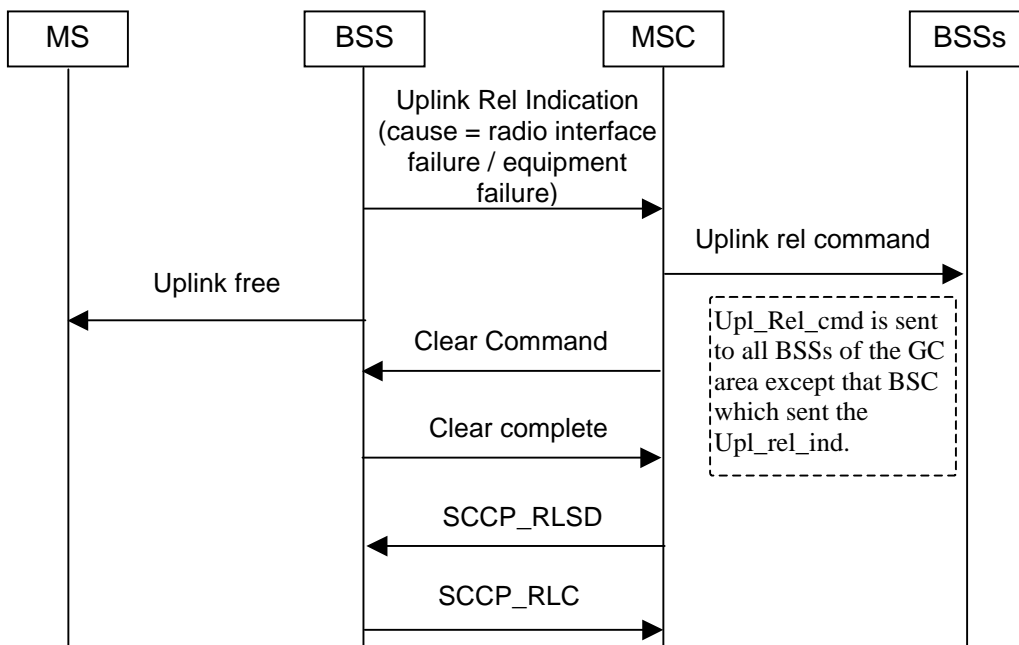 MS
BSS
MSC
BSSs
Uplink Rel Indication
(cause = radio interface
failure / equipment
failure)
Uplink rel command
Uplink free
Upl_Rel_cmd is sent
to all BSSs of the GC
area except that BSC
which sent the
Upl_rel_ind.
Clear Command
Clear complete
SCCP_RLSD
SCCP_RLC